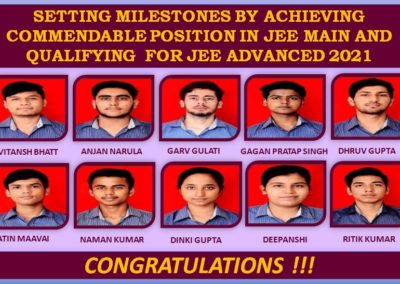 SETTING MILESTONES BY ACHIEVING
COMMENDABLE POSITION IN JEE MAIN AND
QUALIFYING FOR JEE ADVANCED 2021
VITANSH BHATT ANJAN NARULA GARV GULATI GAGAN PRATAP SINGH DHRUV GUPTA
ATIN MAAVAI NAMAN KUMAR DINKI GUPTA DEEPANSHI RITIK KUMAR
CONGRATULATIONS !!!